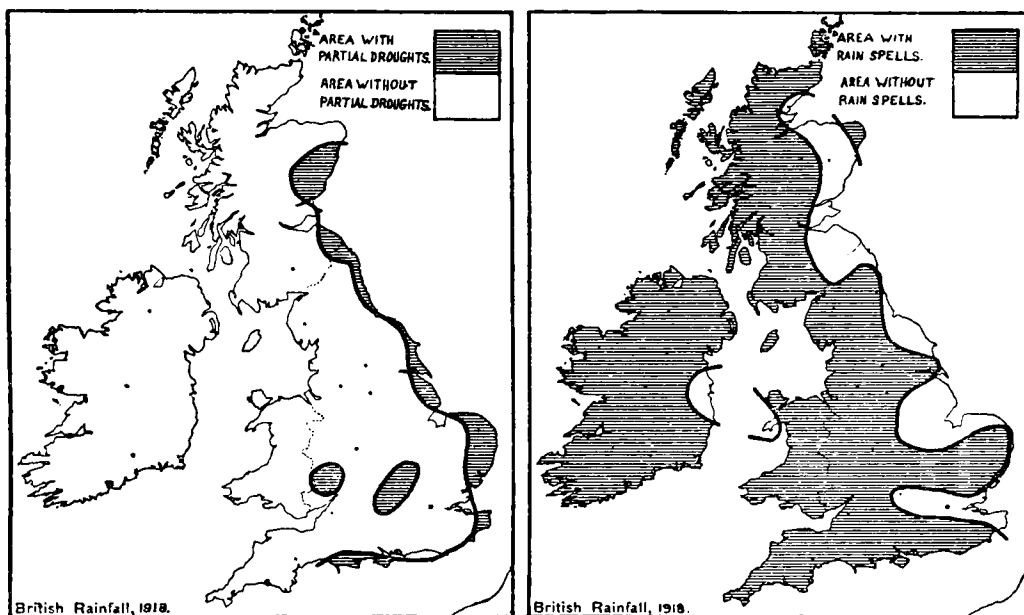 AREA WITH
PARTIAL DROUGHTS.
AREA WITHOUT
PARTIAL DROUGHTS.
British Rainfall, 1918.
AREA WITH
RAIN SPELLS.
AREA WITHOUT
RAIN SPELLS.
British Rainfall, 1918.